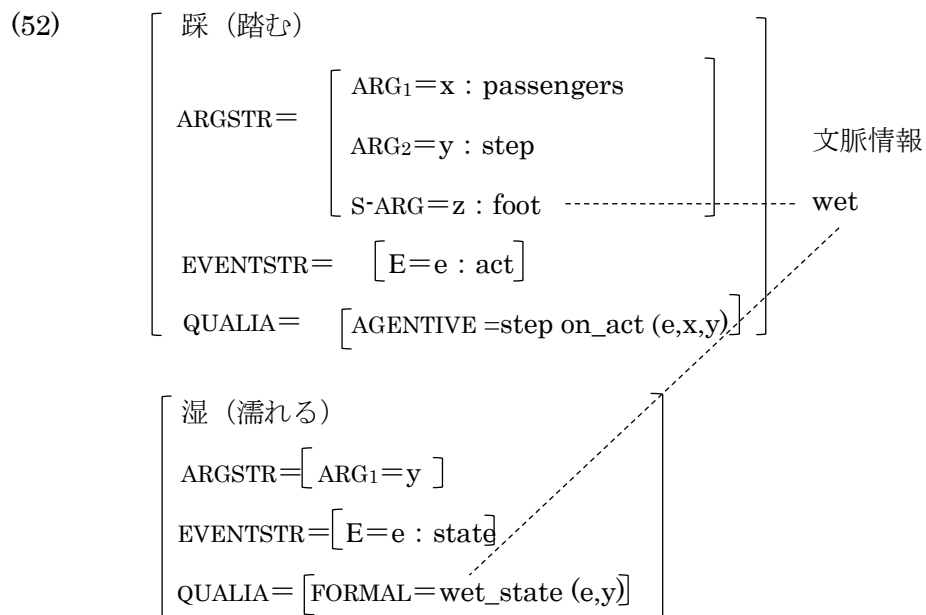 (52)
踩（踏む）
ARG1＝x：passengers
ARGSTR＝
ARG2＝y：step
文脈情報
S-ARG＝z：foot
wet
EVENTSTR＝ [E＝e：act]
QUALIA＝ [AGENTIVE =step on_act (e,x,y)]
湿（濡れる）
ARGSTR＝[ ARG1＝y ]
EVENTSTR＝[E＝e：state]
QUALIA＝ [FORMAL＝wet_state (e,y)]